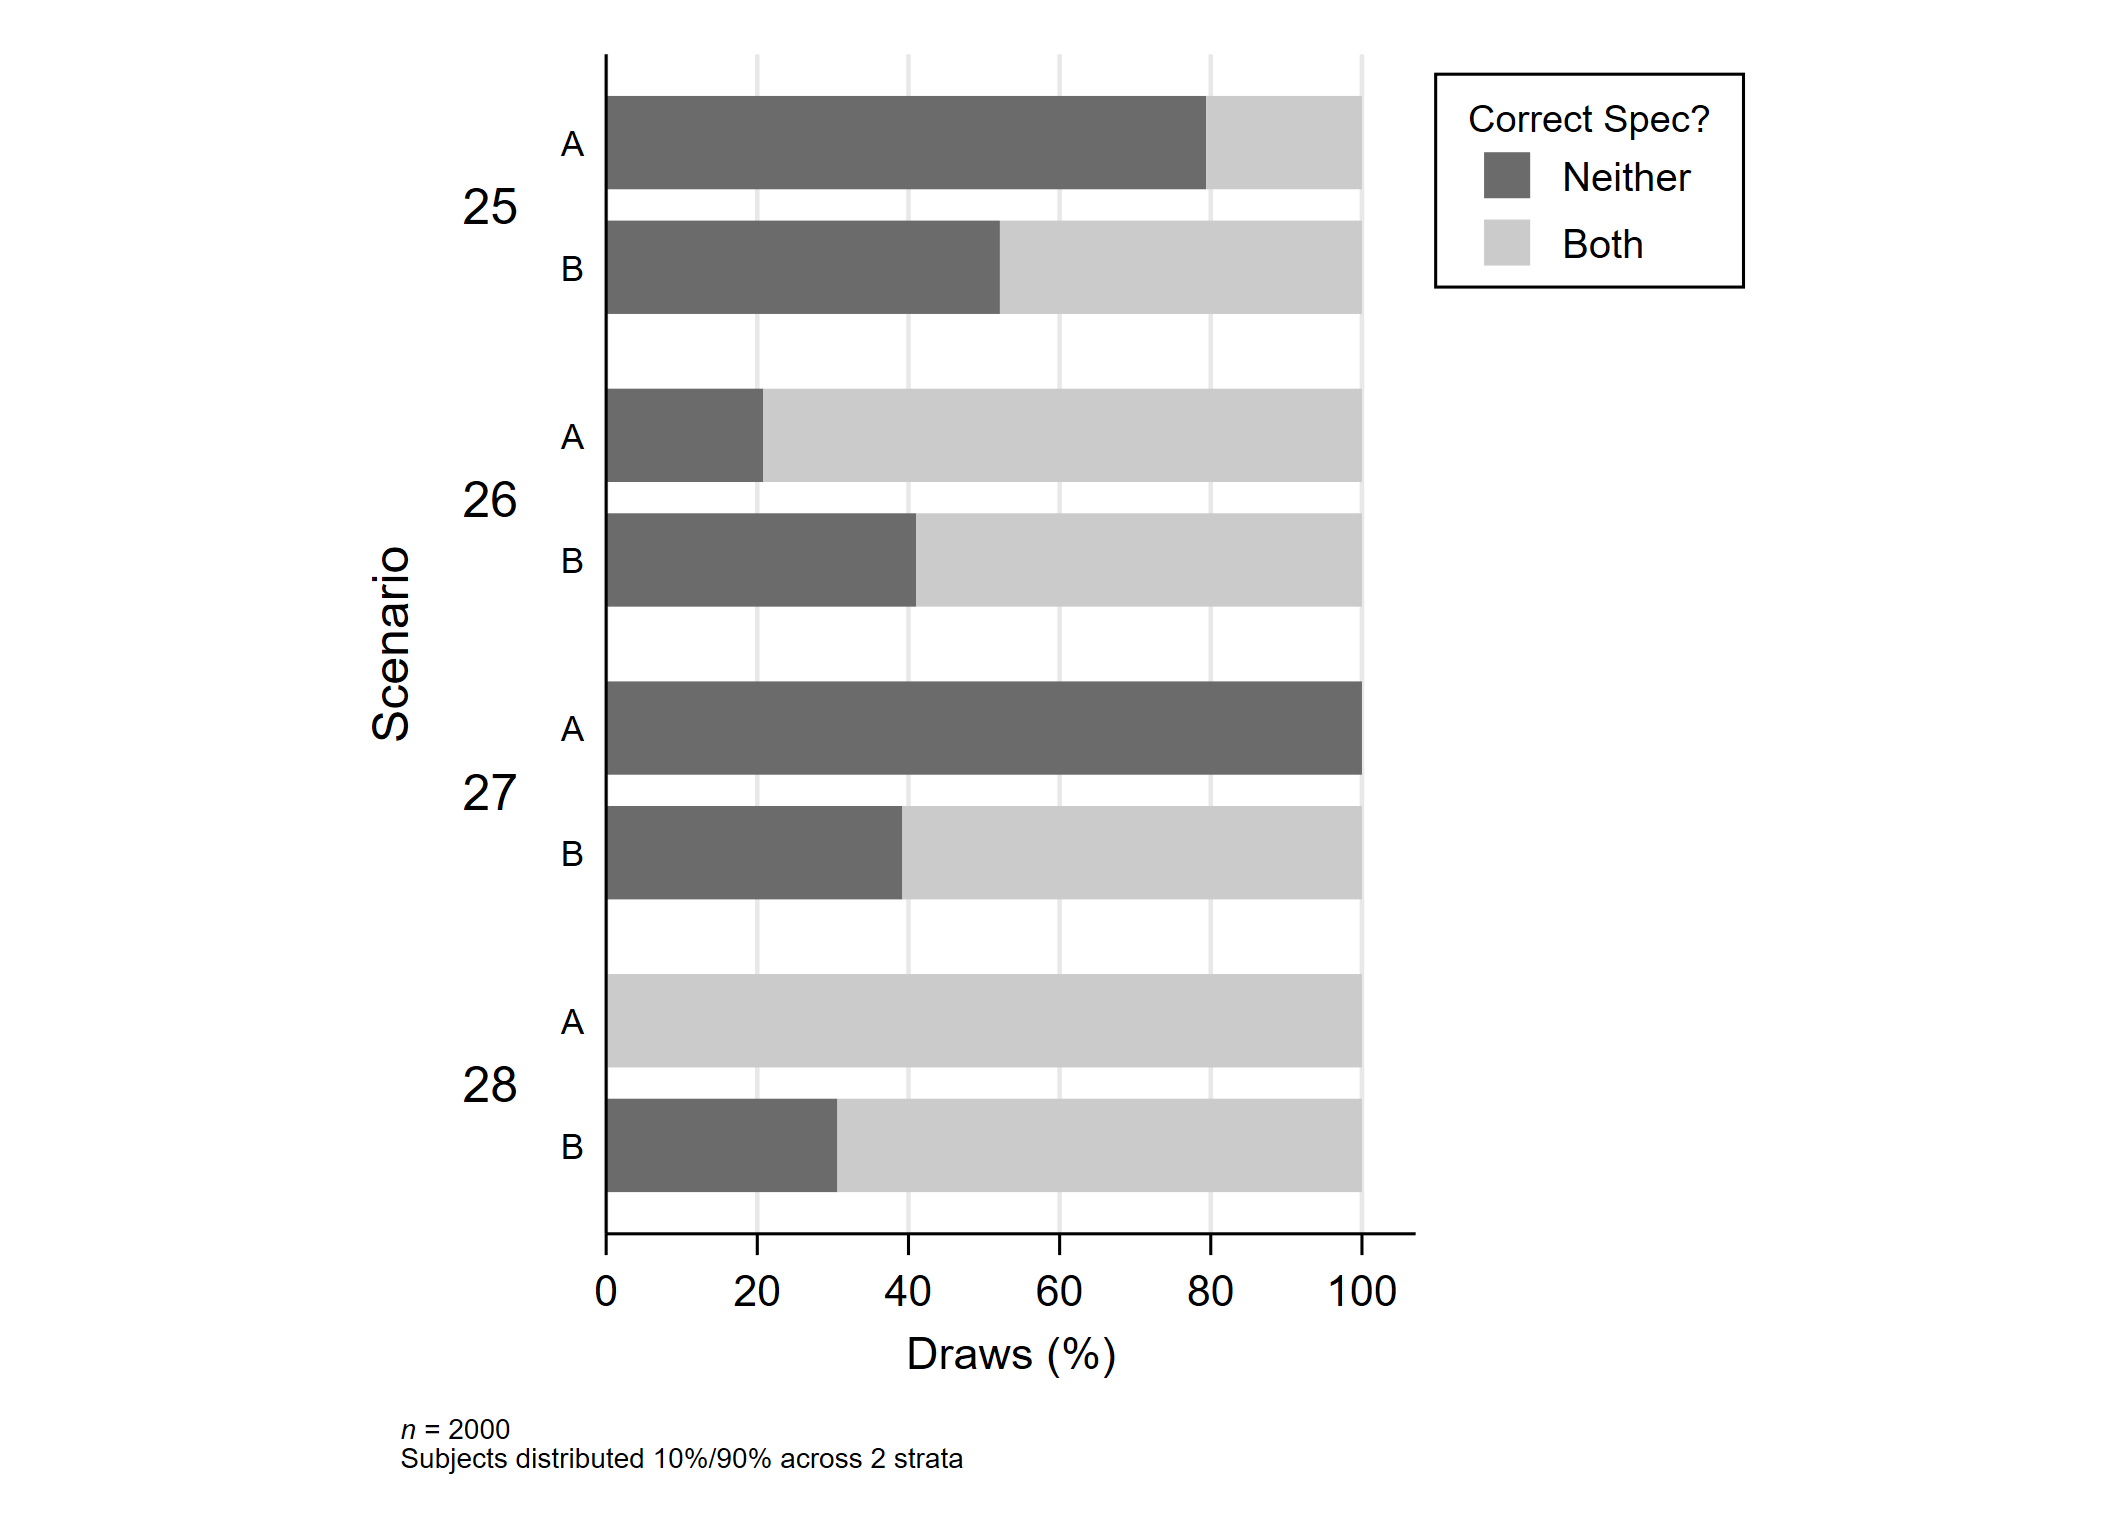 Correct Spec?
Neither
Both
Scenario
25
A
B
26
A
B
27
A
B
28
A
B
0 20 40 60 80 100
Draws (%)
n = 2000
Subjects distributed 10%/90% across 2 strata